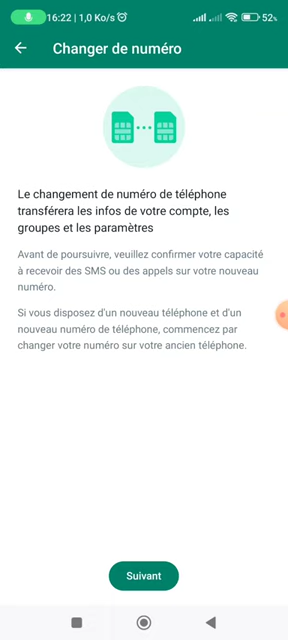 16:22 | 1,0 Ko/s 52%
Changer de numéro
Le changement de numéro de téléphone
transférera les infos de votre compte, les
groupes et les paramètres
Avant de poursuivre, veuillez confirmer votre capacité
à recevoir des SMS ou des appels sur votre nouveau
numéro.
Si vous disposez d'un nouveau téléphone et d'un
nouveau numéro de téléphone, commencez par
changer votre numéro sur votre ancien téléphone.
Suivant